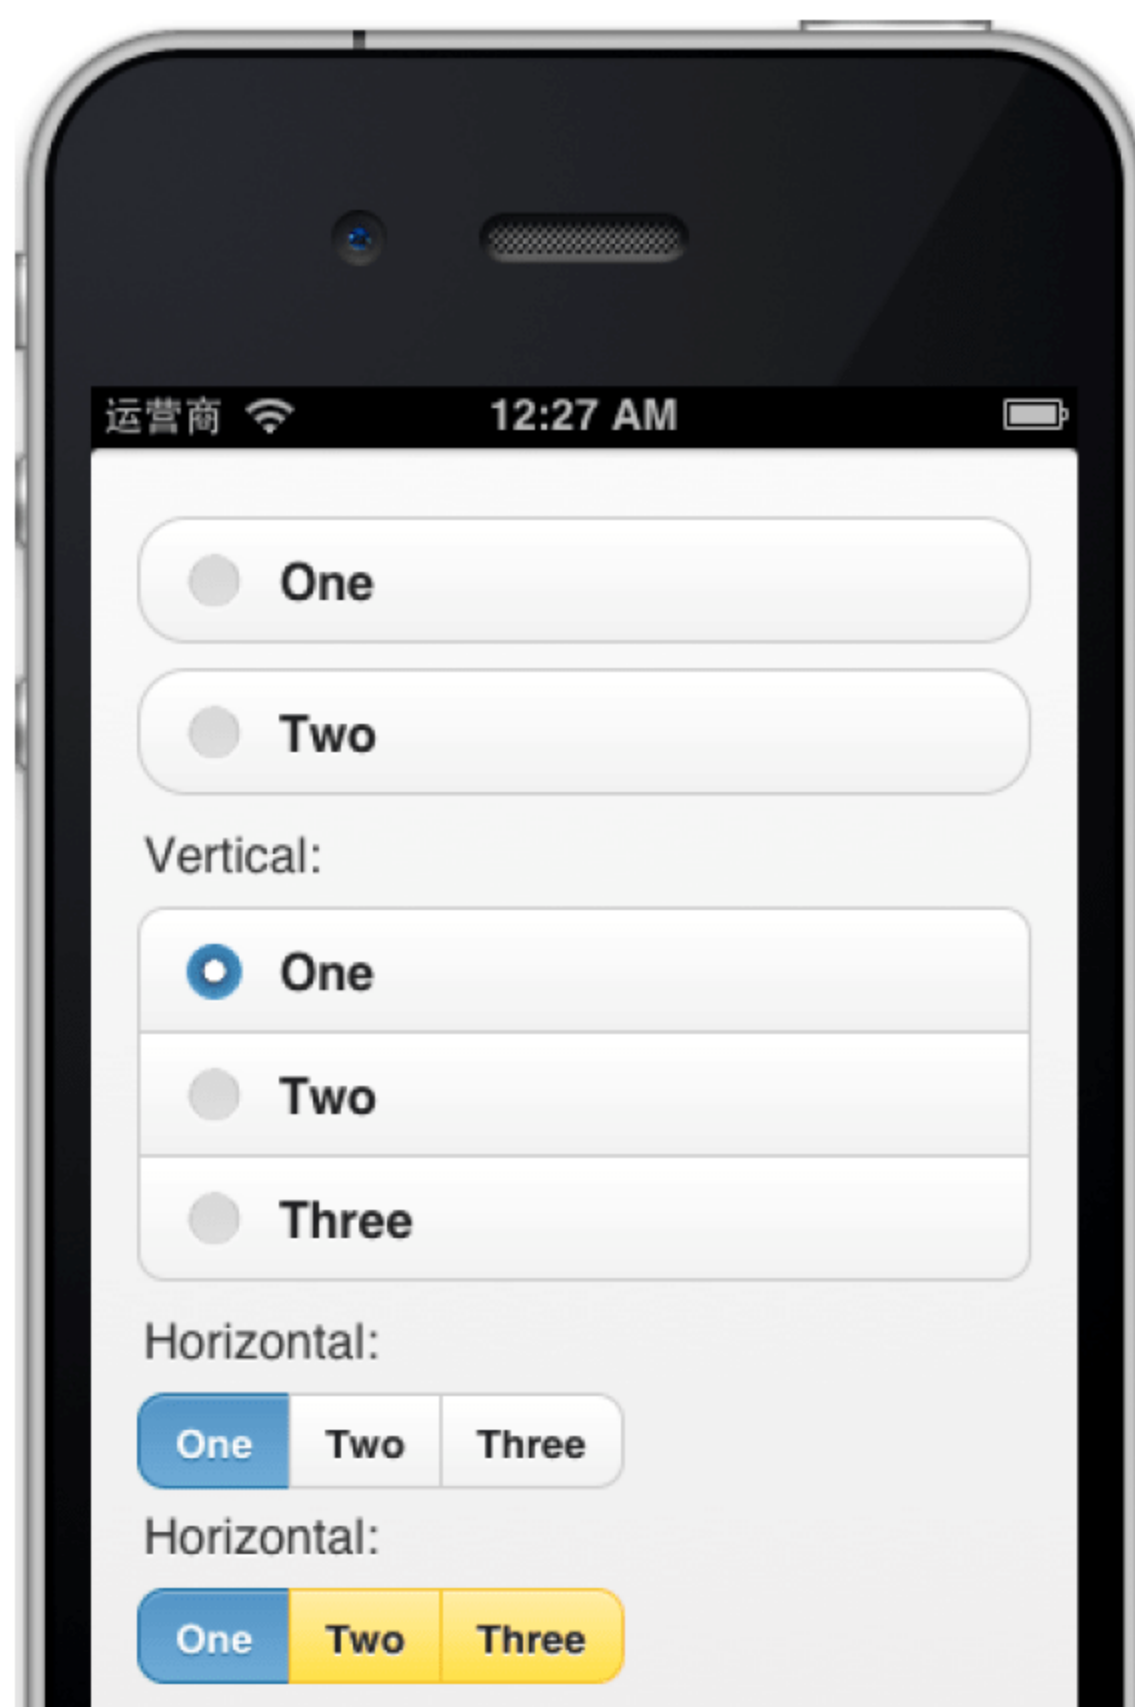 运营商 12:27 AM
One
Two
Vertical:
One
Two
Three
Horizontal:
One Two Three
Horizontal:
One Two Three